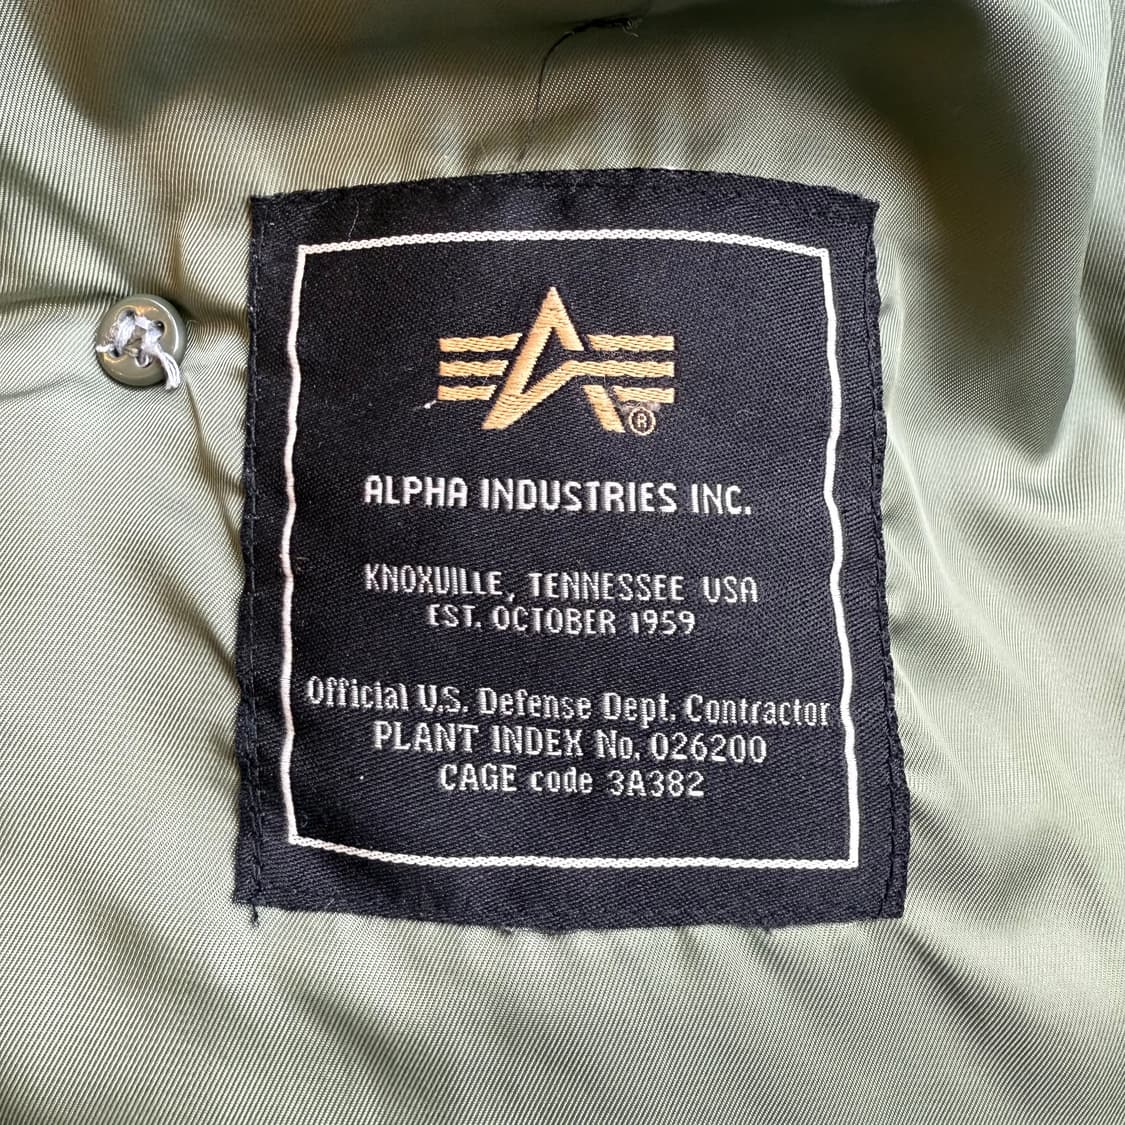 ®
ALPHA INDUSTRIES INC.
KNOXVILLE, TENNESSEE USA
EST. OCTOBER 1959
Official U.S. Defense Dept. Contractor
PLANT INDEX No. 026200
CAGE code 3A382